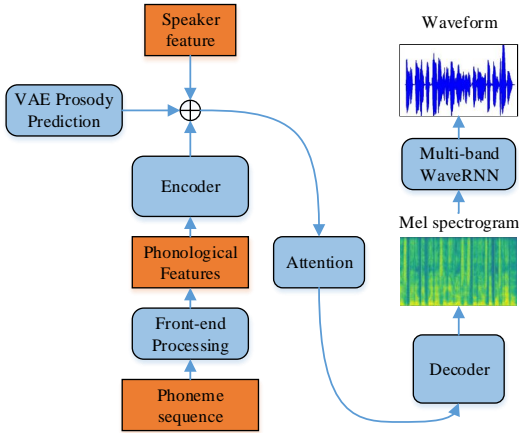 Speaker
feature
VAE Prosody
Prediction
Encoder
Phonological
Features
Front-end
Processing
Phoneme
sequence
Attention
Waveform
Multi-band
WaveRNN
Mel spectrogram
Decoder